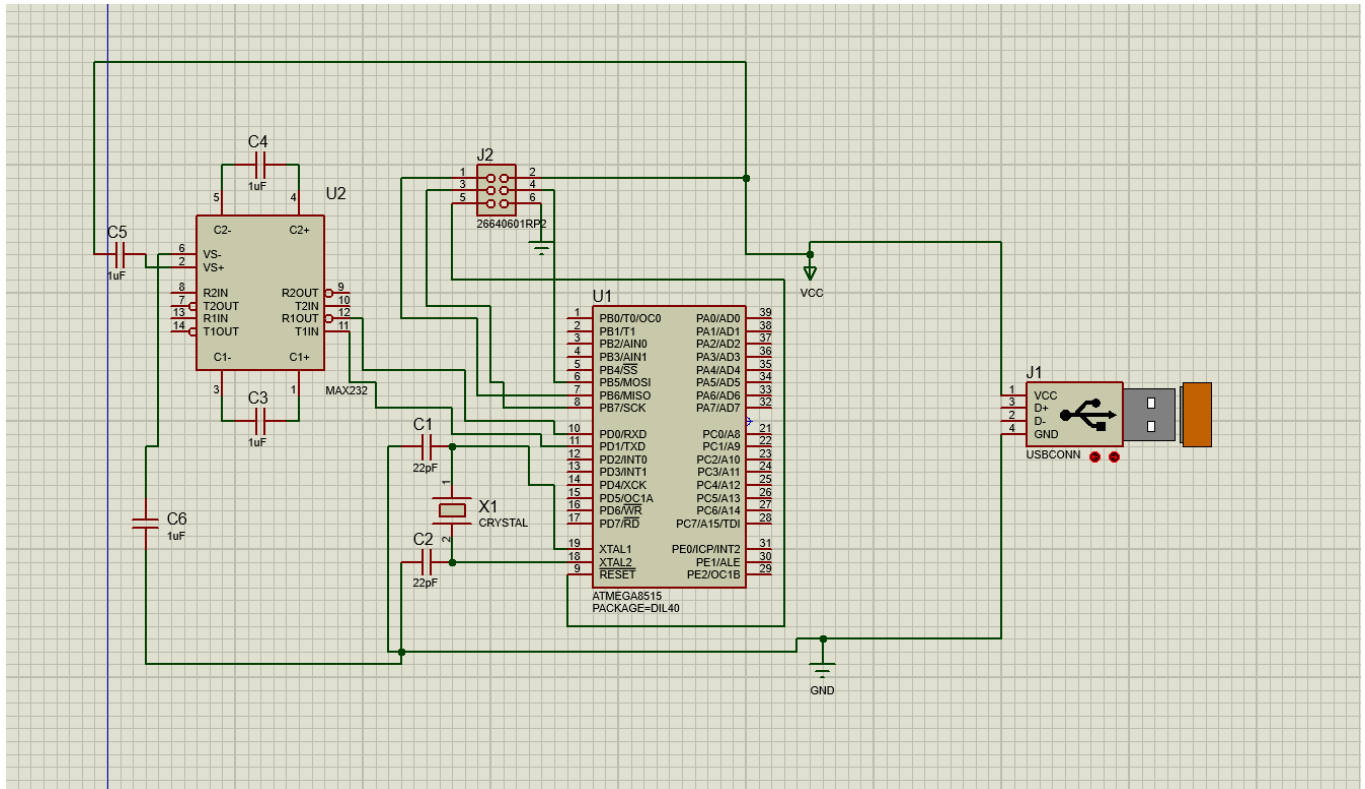 C4
1uF
5
4
U2
C2-
C2+
C5
1uF
6
VS-
2
VS+
8
R2IN
R2OUT
9
7
T2OUT
T2IN
10
13
R1IN
R1OUT
12
14
T1OUT
T1IN
11
C1-
C1+
3
1
MAX232
C3
1uF
J2
1
2
3
4
5
6
26640601RP2
VCC
U1
1
PB0/T0/OC0
PA0/AD0
39
2
PB1/T1
PA1/AD1
38
3
PB2/AIN0
PA2/AD2
37
4
PB3/AIN1
PA3/AD3
36
5
PB4/SS
PA4/AD4
35
6
PB5/MOSI
PA5/AD5
34
7
PB6/MISO
PA6/AD6
33
8
PB7/SCK
PA7/AD7
32
10
PD0/RXD
PC0/A8
21
11
PD1/TXD
PC1/A9
22
12
PD2/INT0
PC2/A10
23
13
PD3/INT1
PC3/A11
24
14
PD4/XCK
PC4/A12
25
15
PD5/OC1A
PC5/A13
26
16
PD6/WR
PC6/A14
27
17
PD7/RD
PC7/A15/TDI
28
19
XTAL1
PE0/ICP/INT2
31
18
XTAL2
PE1/ALE
30
9
RESET
PE2/OC1B
29
ATMEGA8515
PACKAGE=DIL40
C1
22pF
1
X1
CRYSTAL
2
C2
22pF
C6
1uF
J1
1
VCC
3
D+
2
D-
4
GND
USBCONN
GND